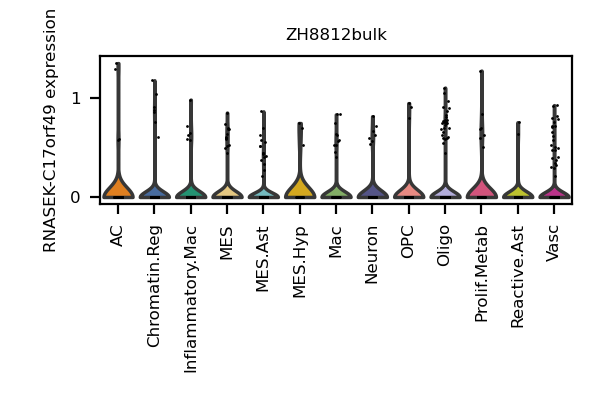 ZH8812bulk
RNASEK-C17orf49 expression
1
0
AC
Chromatin.Reg
Inflammatory.Mac
MES
MES.Ast
MES.Hyp
Mac
Neuron
OPC
Oligo
Prolif.Metab
Reactive.Ast
Vasc